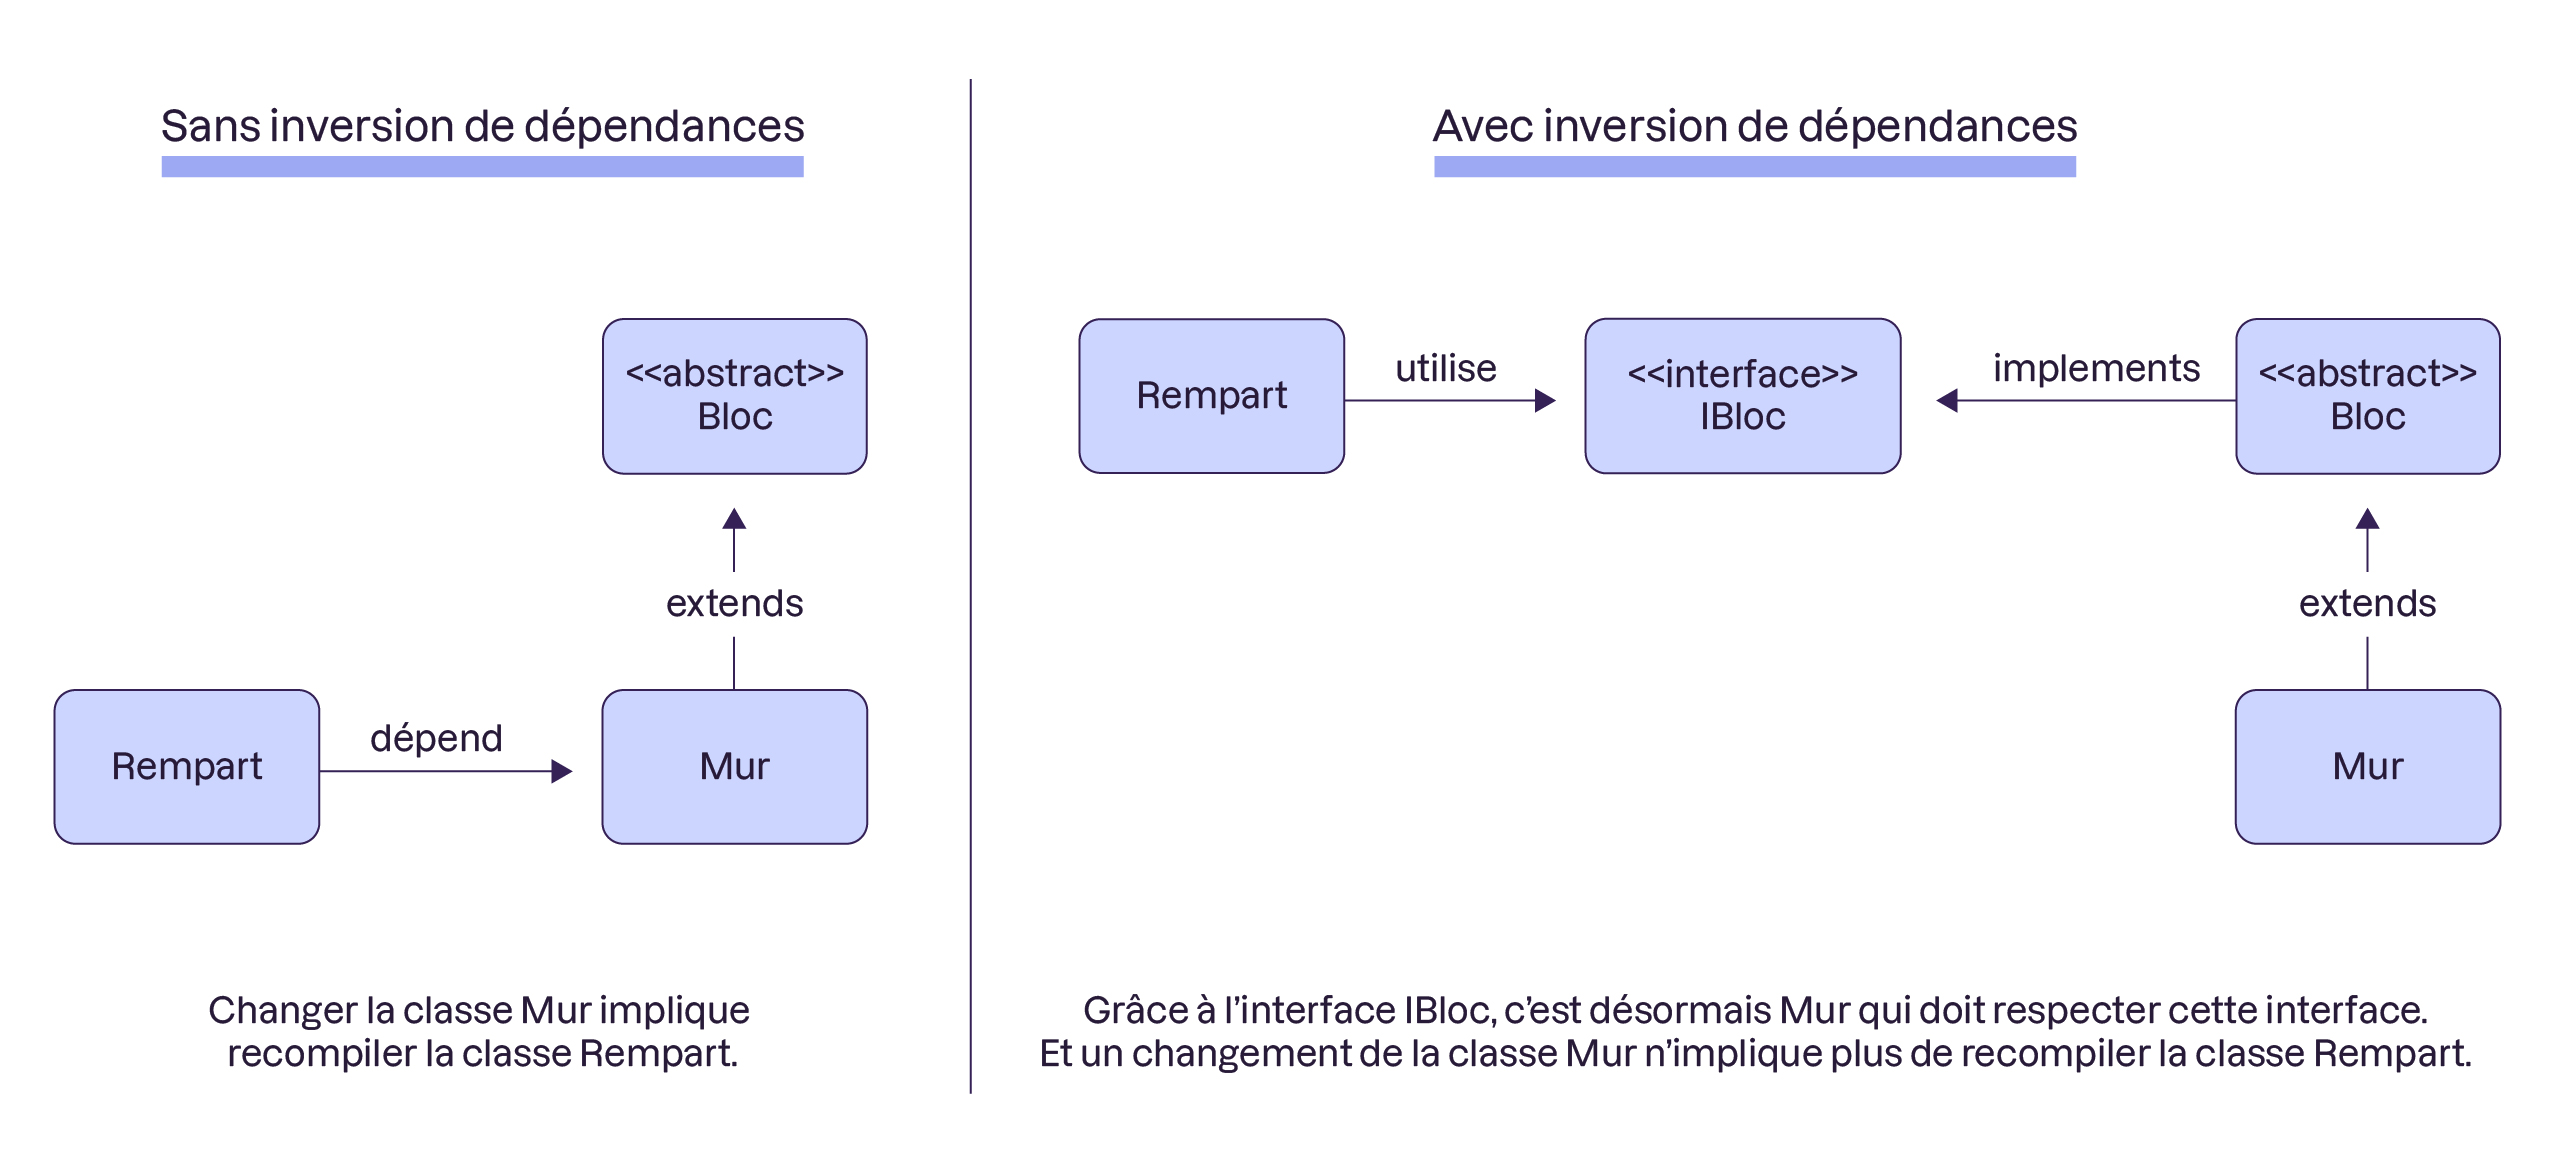 Sans inversion de dépendances
<<abstract>>
Bloc
extends
Rempart
dépend
Mur
Changer la classe Mur implique
recompiler la classe Rempart.
Avec inversion de dépendances
Rempart
utilise
<<interface>>
IBloc
implements
<<abstract>>
Bloc
extends
Mur
Grâce à l’interface IBloc, c’est désormais Mur qui doit respecter cette interface.
Et un changement de la classe Mur n’implique plus de recompiler la classe Rempart.